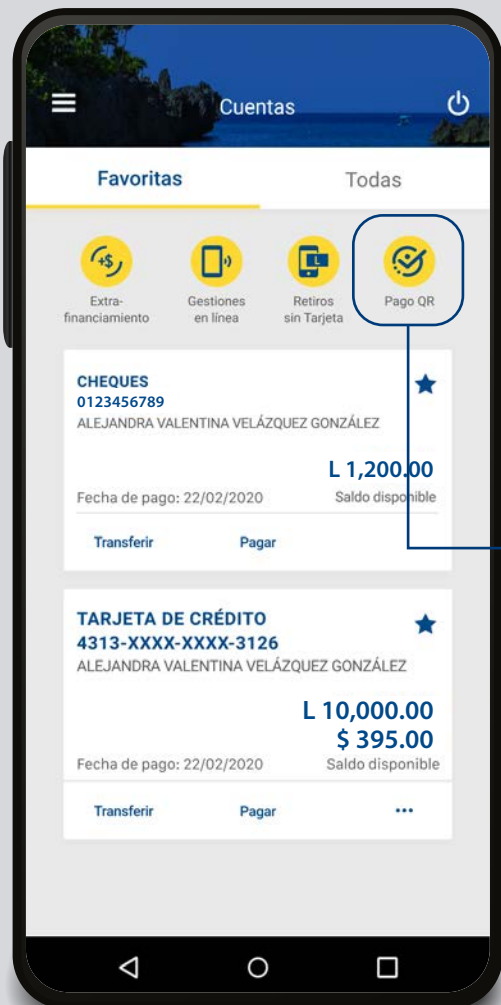 Cuentas
Favoritas
Todas
+$
L
Extra-
financiamiento
Gestiones
en línea
Retiros
sin Tarjeta
Pago QR
CHEQUES
0123456789
ALEJANDRA VALENTINA VELÁZQUEZ GONZÁLEZ
L 1,200.00
Fecha de pago: 22/02/2020
Saldo disponible
Transferir
Pagar
TARJETA DE CRÉDITO
4313-XXXX-XXXX-3126
ALEJANDRA VALENTINA VELÁZQUEZ GONZÁLEZ
L 10,000.00
$ 395.00
Fecha de pago: 22/02/2020
Saldo disponible
Transferir
Pagar